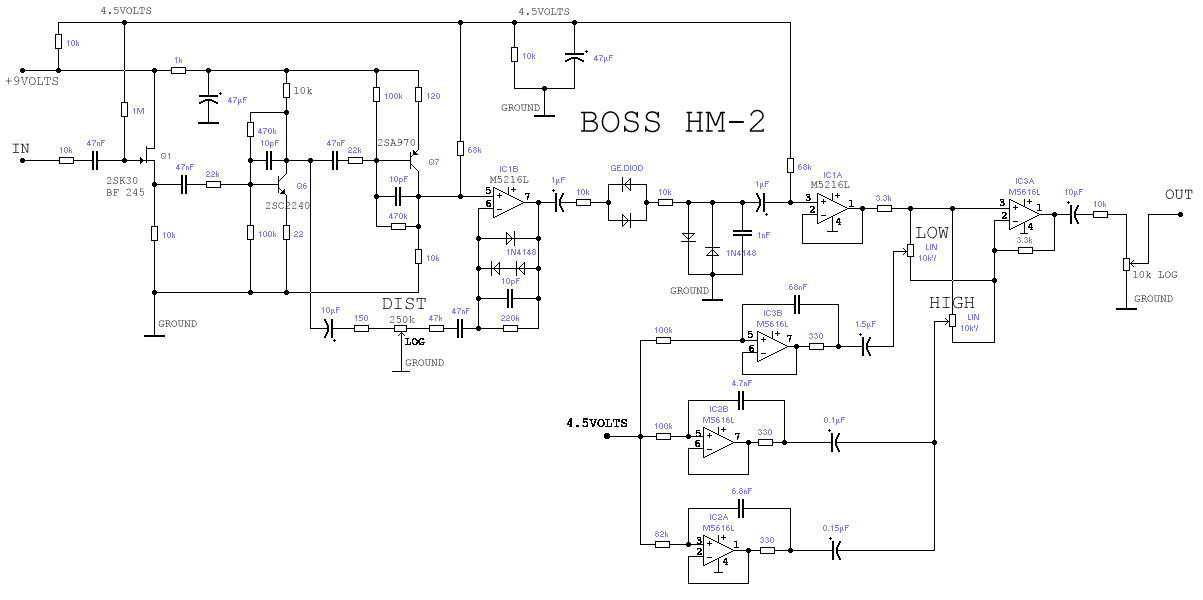 4.5VOLTS
4.5VOLTS
10k
1k
10k
47µF
+9VOLTS
47µF
10k
100k
120
GROUND
1M
BOSS HM-2
470k
2SA970
IN
10k
47nF
Q1
10pF
47nF
22k
Q7
68k
68k
2SK30
BF 245
47nF
22k
Q6
2SC2240
10pF
470k
IC1B
M5216L
5
6
7
1µF
10k
GE.DIOD
10k
1µF
IC1A
M5216L
3
2
1
4
3.3k
IC3A
M5616L
3
2
1
4
10µF
10k
OUT
10k
100k
22
10k
1N4148
10pF
1N4148
1nF
LOW
LIN
10kV
3.3k
10k LOG
GROUND
GROUND
GROUND
10µF
150
DIST
250k
LOG
47k
47nF
220k
GROUND
68nF
HIGH
LIN
10kV
100k
IC3B
M5616L
5
6
7
330
1.5µF
4.7nF
4.5VOLTS
100k
IC2B
M5616L
5
6
7
330
0.1µF
6.8nF
82k
IC2A
M5616L
3
2
1
4
330
0.15µF